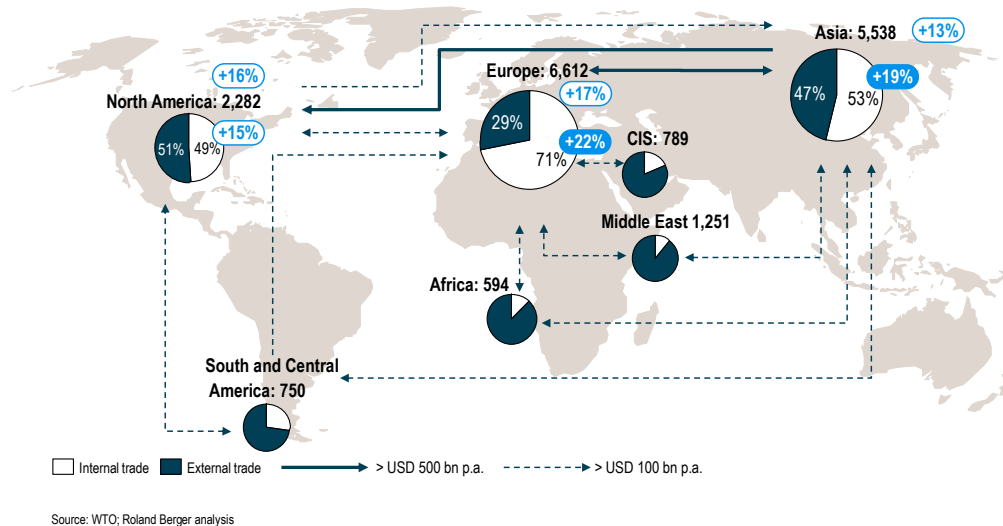 Asia: 5,538
+13%
+16%
Europe: 6,612
+19%
47%
53%
North America: 2,282
+17%
29%
+15%
51%
49%
+22%
71%
CIS: 789
Middle East 1,251
Africa: 594
South and Central
America: 750
Internal trade
External trade
> USD 500 bn p.a.
> USD 100 bn p.a.
Source: WTO; Roland Berger analysis